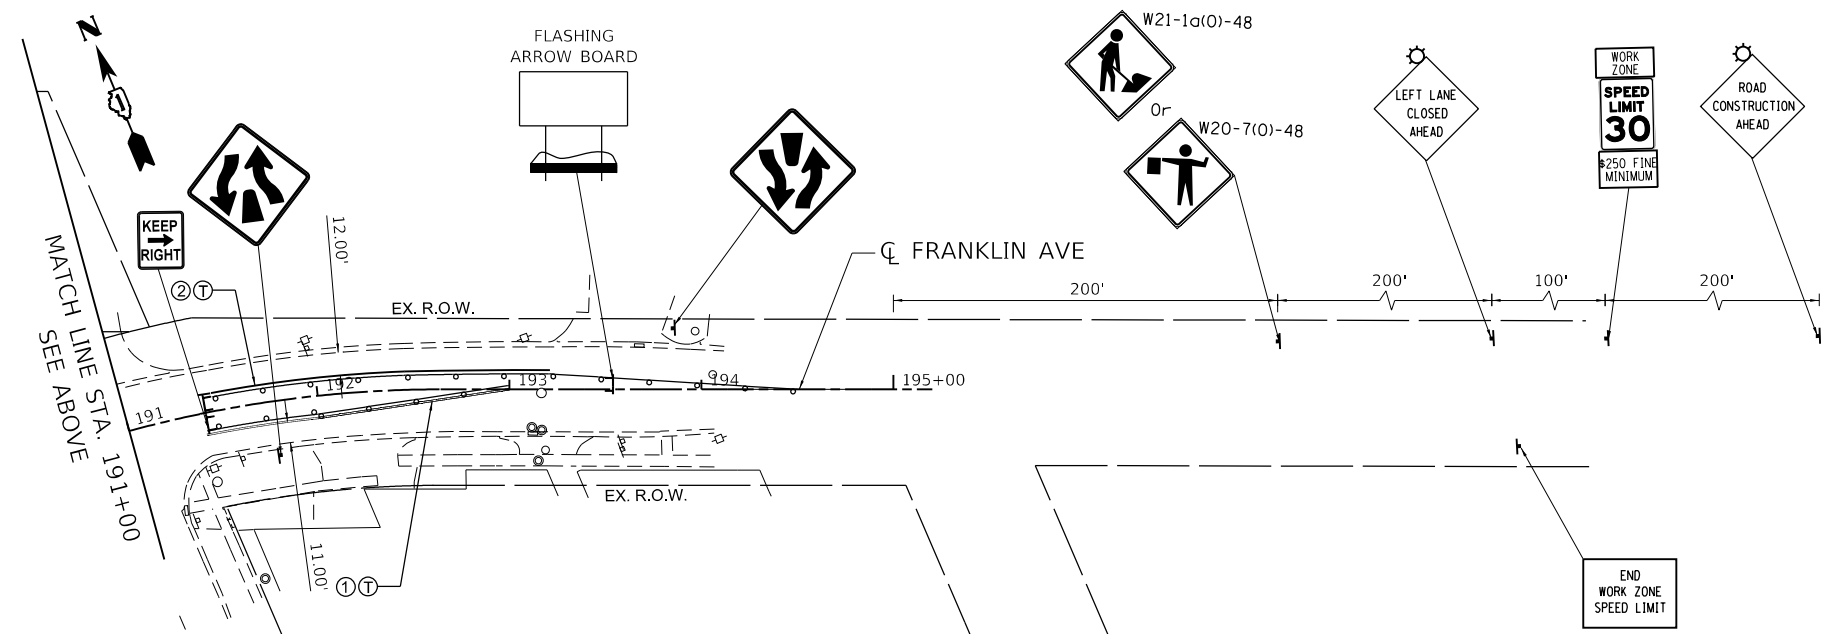 N
FLASHING
ARROW BOARD
W21-1a(O)-48
Or
W20-7(O)-48
LEFT LANE
CLOSED
AHEAD
WORK
ZONE
SPEED
LIMIT
30
$250 FINE
MINIMUM
ROAD
CONSTRUCTION
AHEAD
KEEP
RIGHT
12.00'
℄ FRANKLIN AVE
200'
200'
100'
200'
2 T
EX. R.O.W.
MATCH LINE STA. 191+00
SEE ABOVE
191
192
193
194
195+00
EX. R.O.W.
11.00'
1 T
END
WORK ZONE
SPEED LIMIT